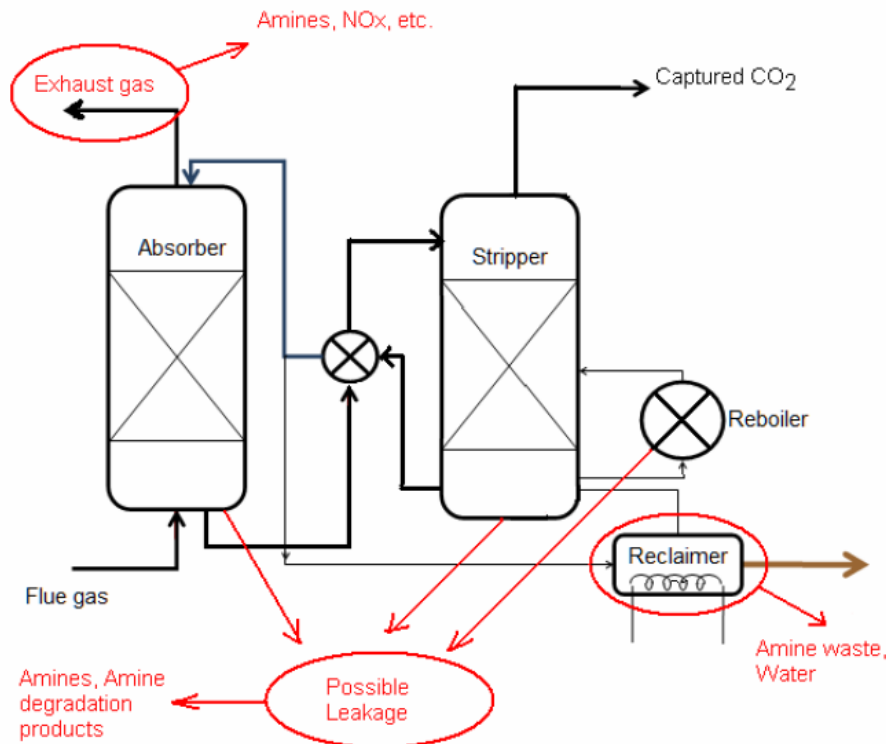 Amines, NOx, etc.
Exhaust gas
Captured CO₂
Absorber
Stripper
Reboiler
Reclaimer
Flue gas
Amine waste,
Water
Possible
Leakage
Amines, Amine
degradation
products